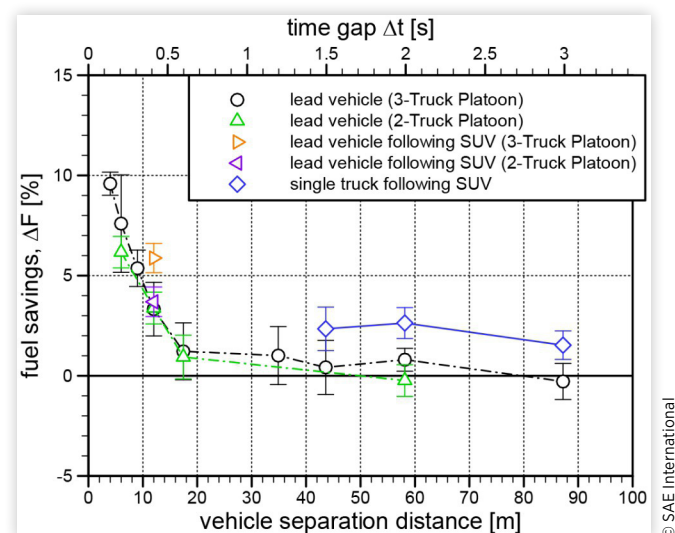 time gap Δt [s]
0 0.5 1 1.5 2 2.5 3
15
lead vehicle (3-Truck Platoon)
lead vehicle (2-Truck Platoon)
lead vehicle following SUV (3-Truck Platoon)
lead vehicle following SUV (2-Truck Platoon)
single truck following SUV
10
5
0
-5
fuel savings, ΔF [%]
0 10 20 30 40 50 60 70 80 90 100
vehicle separation distance [m]
© SAE International